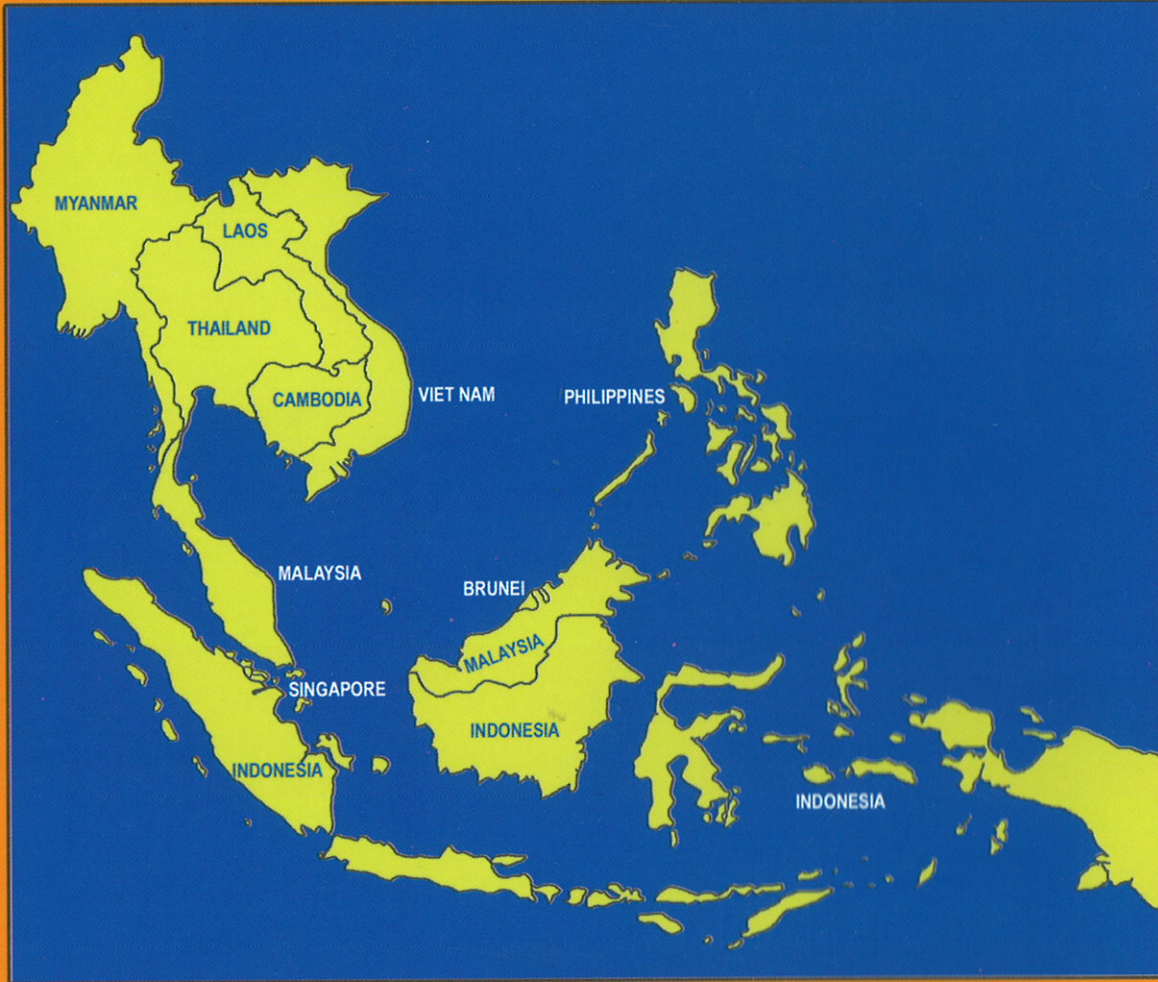 MYANMAR
LAOS
THAILAND
CAMBODIA
VIET NAM
PHILIPPINES
MALAYSIA
BRUNEI
MALAYSIA
SINGAPORE
INDONESIA
INDONESIA
INDONESIA